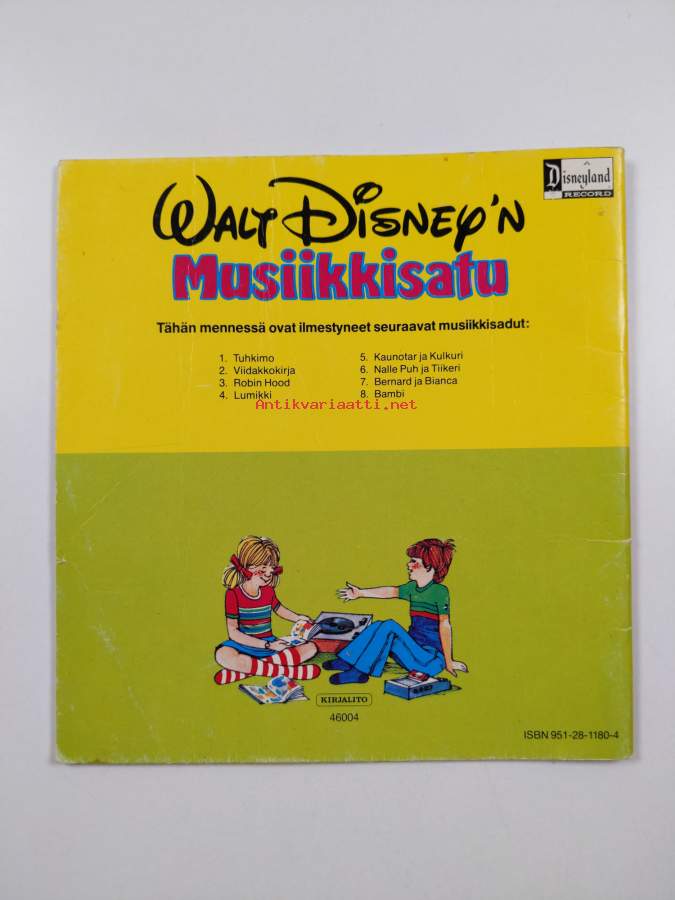 Disneyland
RECORD
WALT DISNEY'N
Musiikkisatu
Tähän mennessä ovat ilmestyneet seuraavat musiikkisadut:
1. Tuhkimo
2. Viidakkokirja
3. Robin Hood
4. Lumikki
5. Kaunotar ja Kulkuri
6. Nalle Puh ja Tiikeri
7. Bernard ja Bianca
8. Bambi
Antikvariaatti.net
KIRJALITO
46004
ISBN 951-28-1180-4